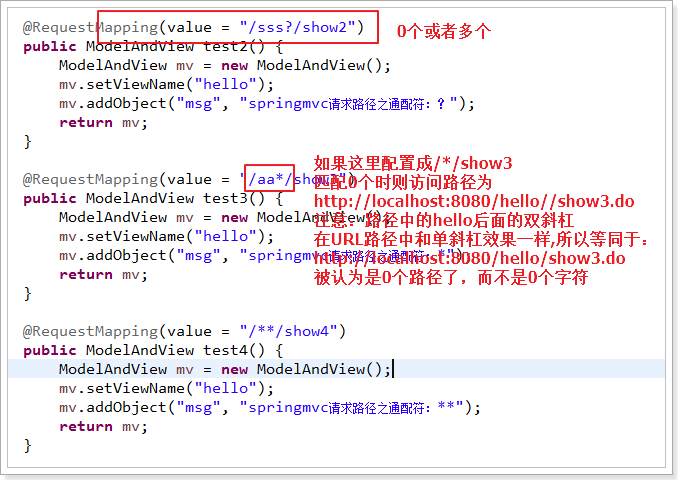 @RequestMapping(value = "/sss?/show2")
0个或者多个
public ModelAndView test2() {
ModelAndView mv = new ModelAndView();
mv.setViewName("hello");
mv.addObject("msg", "springmvc请求路径之通配符：？");
return mv;
}
@RequestMapping(value = "/aa*/show3")
public ModelAndView test3() {
ModelAndView mv = new ModelAndView();
mv.setViewName("hello");
mv.addObject("msg", "springmvc请求路径之通配符：*");
return mv;
}
如果这里配置成/*/show3
匹配0个时则访问路径为
http://localhost:8080/hello//show3.do
注意：路径中的hello后面的双斜杠
在URL路径中和单斜杠效果一样,所以等同于：
http://localhost:8080/hello/show3.do
被认为是0个路径了，而不是0个字符
@RequestMapping(value = "/**/show4")
public ModelAndView test4() {
ModelAndView mv = new ModelAndView();
mv.setViewName("hello");
mv.addObject("msg", "springmvc请求路径之通配符：**");
return mv;
}